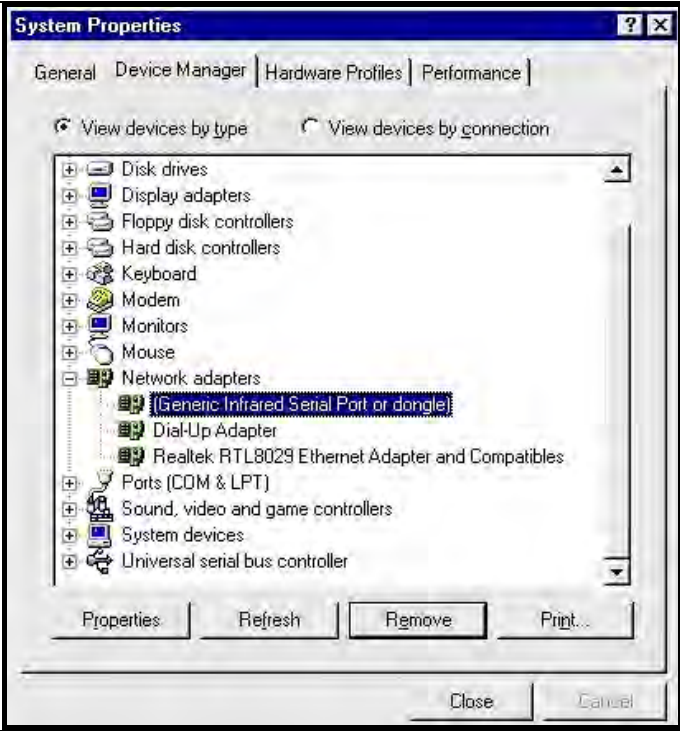 System Properties
General Device Manager Hardware Profiles Performance
View devices by type View devices by connection
Disk drives
Display adapters
Floppy disk controllers
Hard disk controllers
Keyboard
Modem
Monitors
Mouse
Network adapters
(Generic Infrared Serial Port or dongle)
Dial-Up Adapter
Realtek RTL8029 Ethernet Adapter and Compatibles
Ports (COM & LPT)
Sound, video and game controllers
System devices
Universal serial bus controller
Properties Refresh Remove Print...
Close Cancel